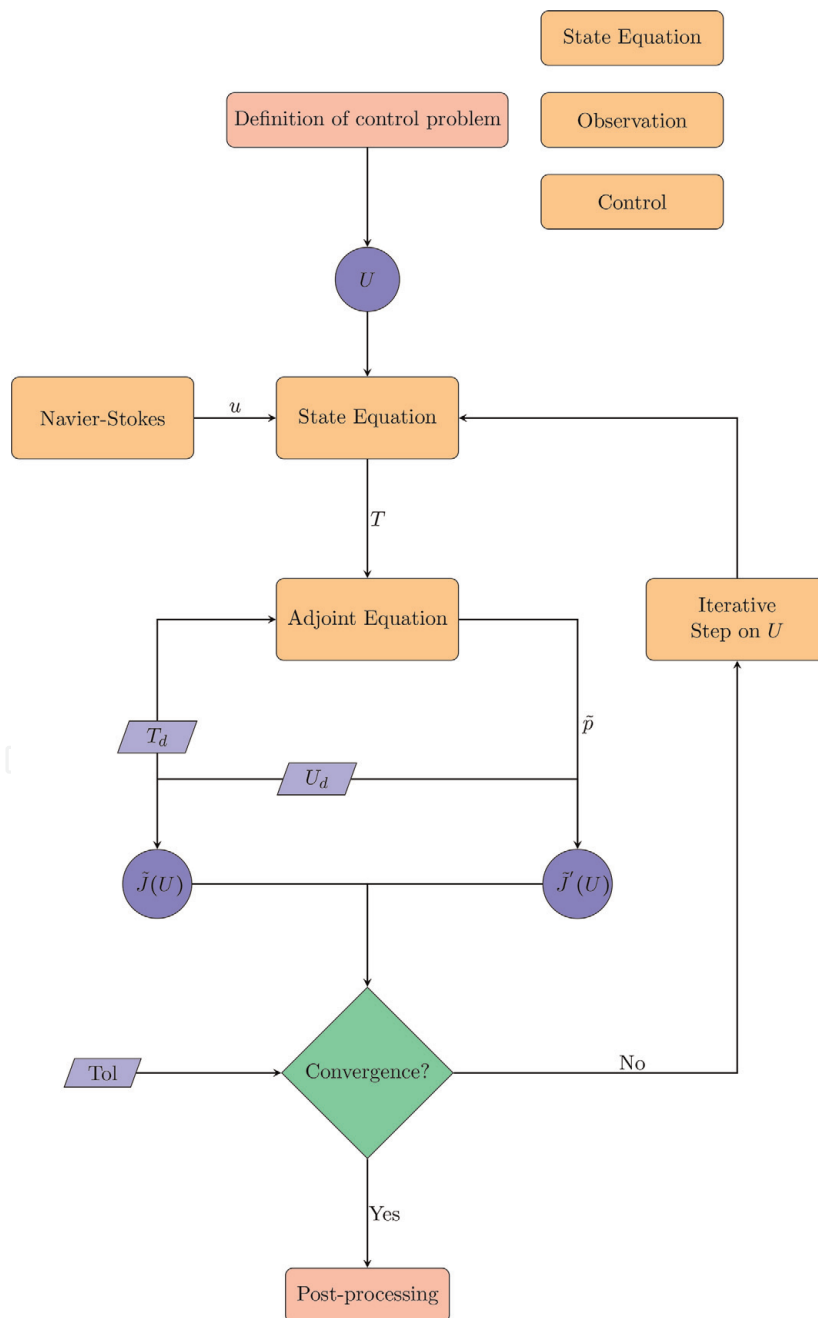 State Equation
Definition of control problem
Observation
Control
U
Navier-Stokes
u
State Equation
T
Adjoint Equation
Iterative
Step on U
T_d
p̃
U_d
J̃(U)
J̃′(U)
Tol
Convergence?
No
Yes
Post-processing